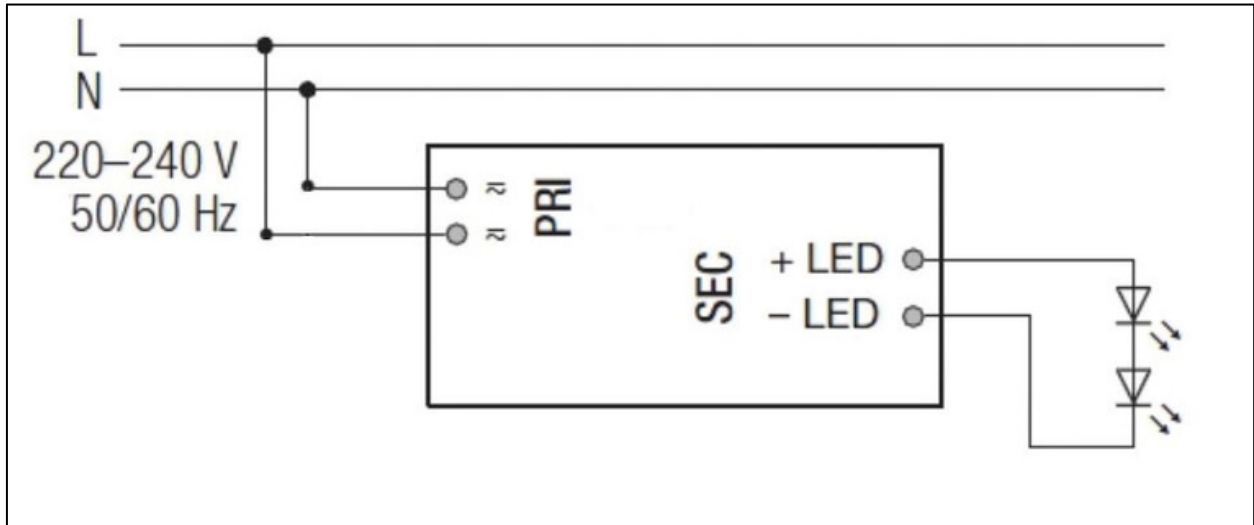 L
N
220–240 V
50/60 Hz
≂ PRI
≂
SEC
+ LED
– LED